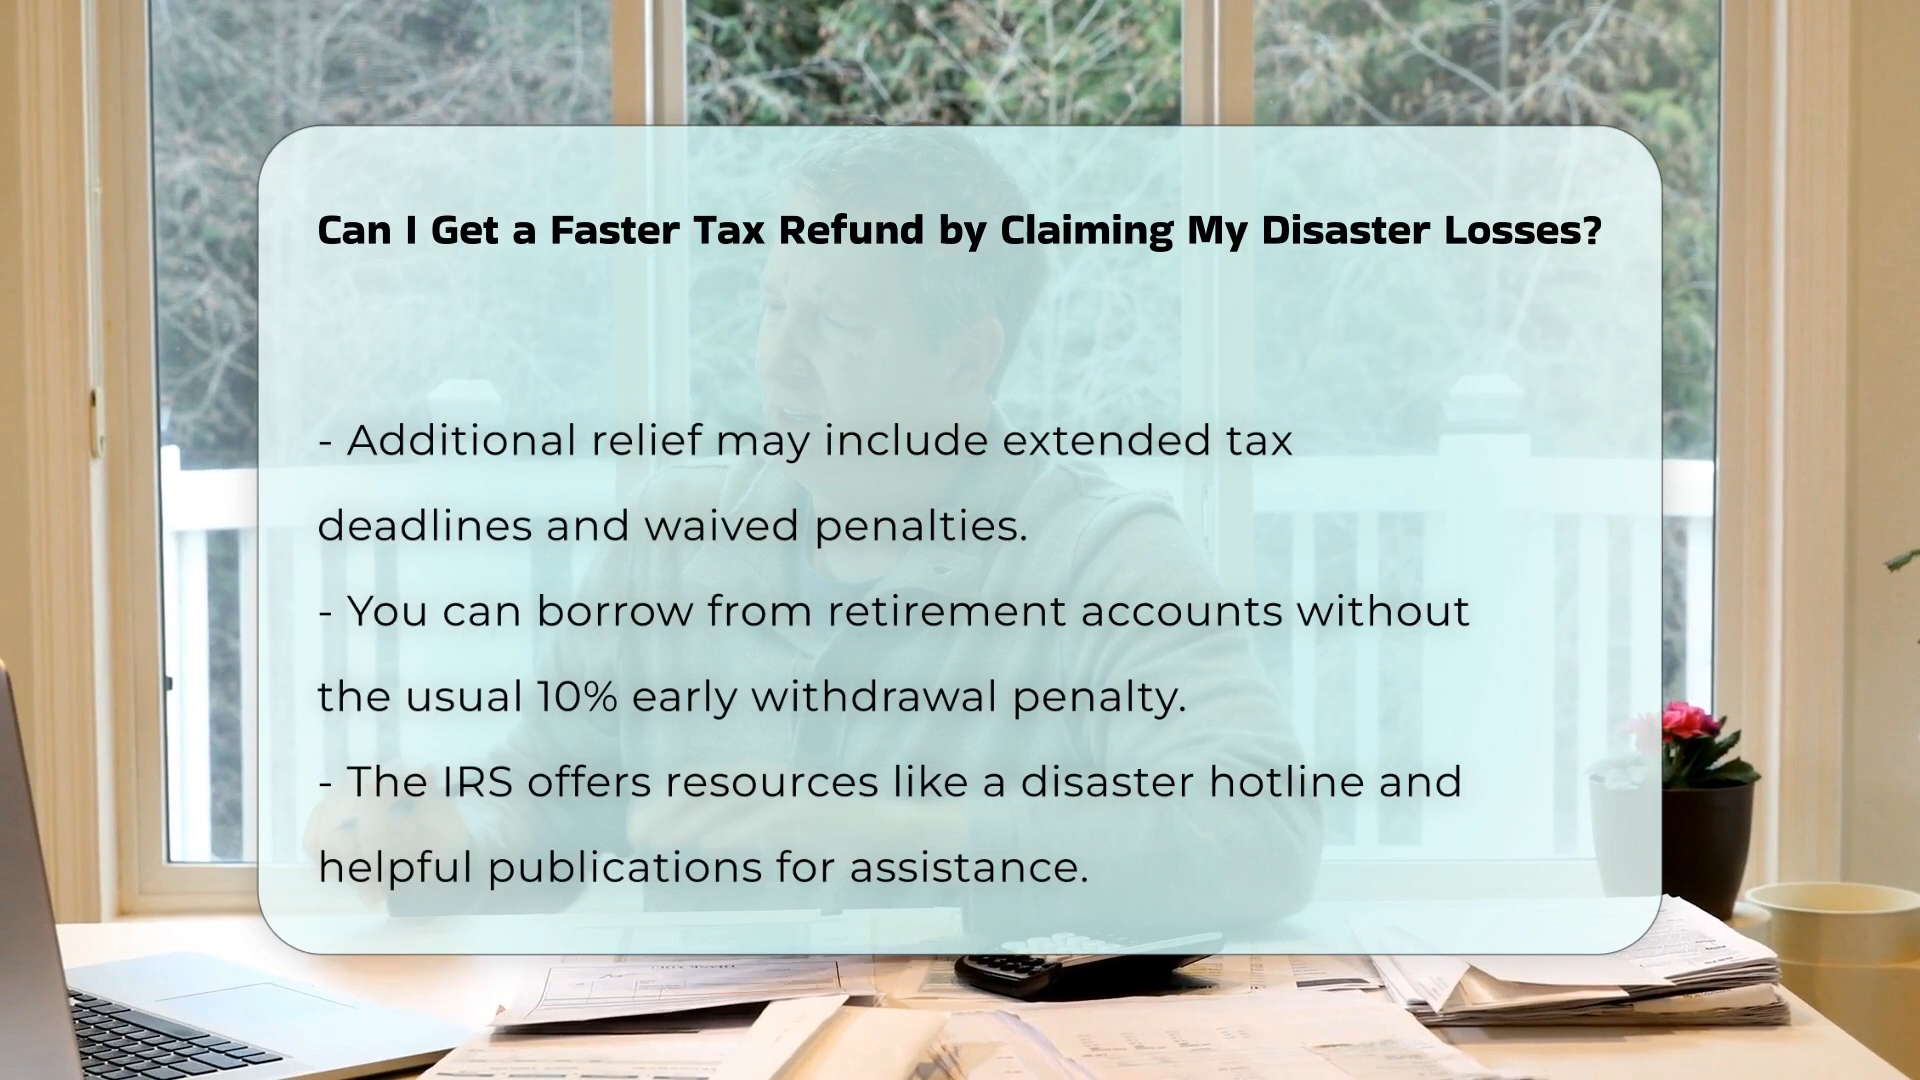 Can I Get a Faster Tax Refund by Claiming My Disaster Losses?
- Additional relief may include extended tax
deadlines and waived penalties.
- You can borrow from retirement accounts without
the usual 10% early withdrawal penalty.
- The IRS offers resources like a disaster hotline and
helpful publications for assistance.